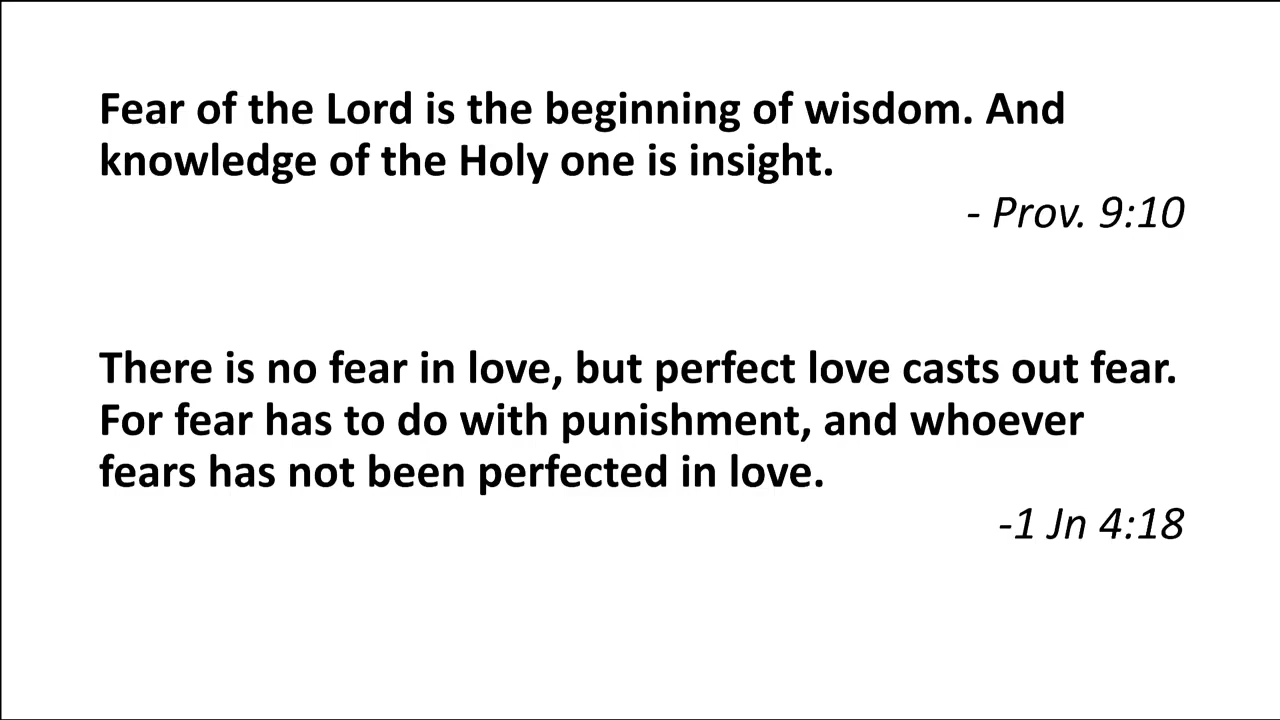 Fear of the Lord is the beginning of wisdom. And
knowledge of the Holy one is insight.
- Prov. 9:10
There is no fear in love, but perfect love casts out fear.
For fear has to do with punishment, and whoever
fears has not been perfected in love.
-1 Jn 4:18